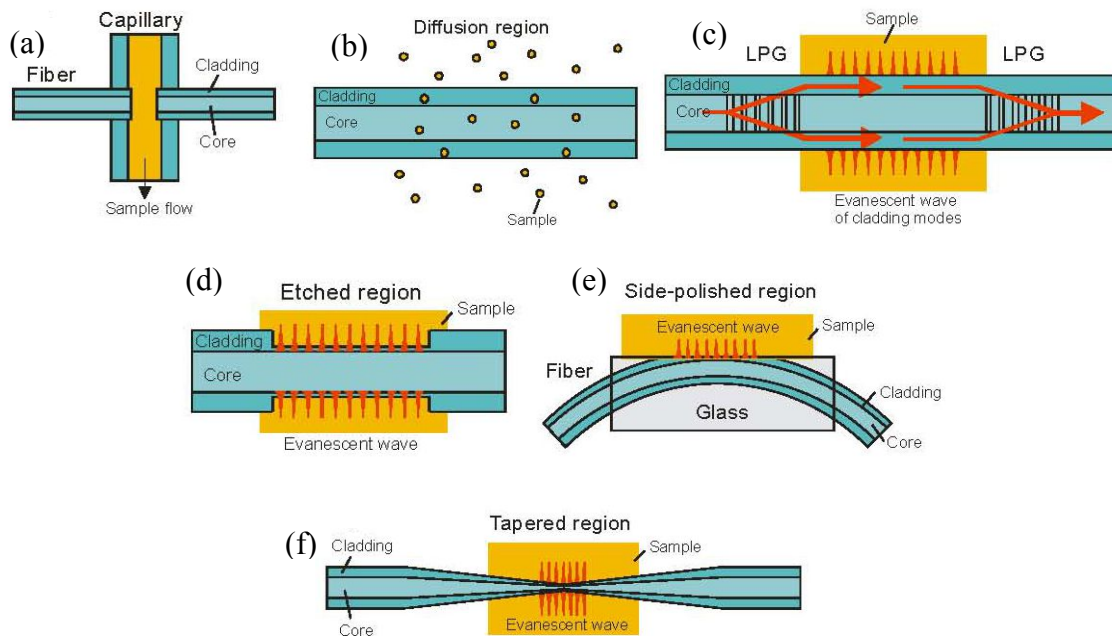 (a)
Capillary
Fiber
Cladding
Core
Sample flow
(b)
Diffusion region
Cladding
Core
Sample
(c)
Sample
LPG
LPG
Cladding
Core
Evanescent wave
of cladding modes
(d)
Etched region
Sample
Cladding
Core
Evanescent wave
(e)
Side-polished region
Evanescent wave
Sample
Fiber
Glass
Cladding
Core
(f)
Tapered region
Cladding
Sample
Core
Evanescent wave